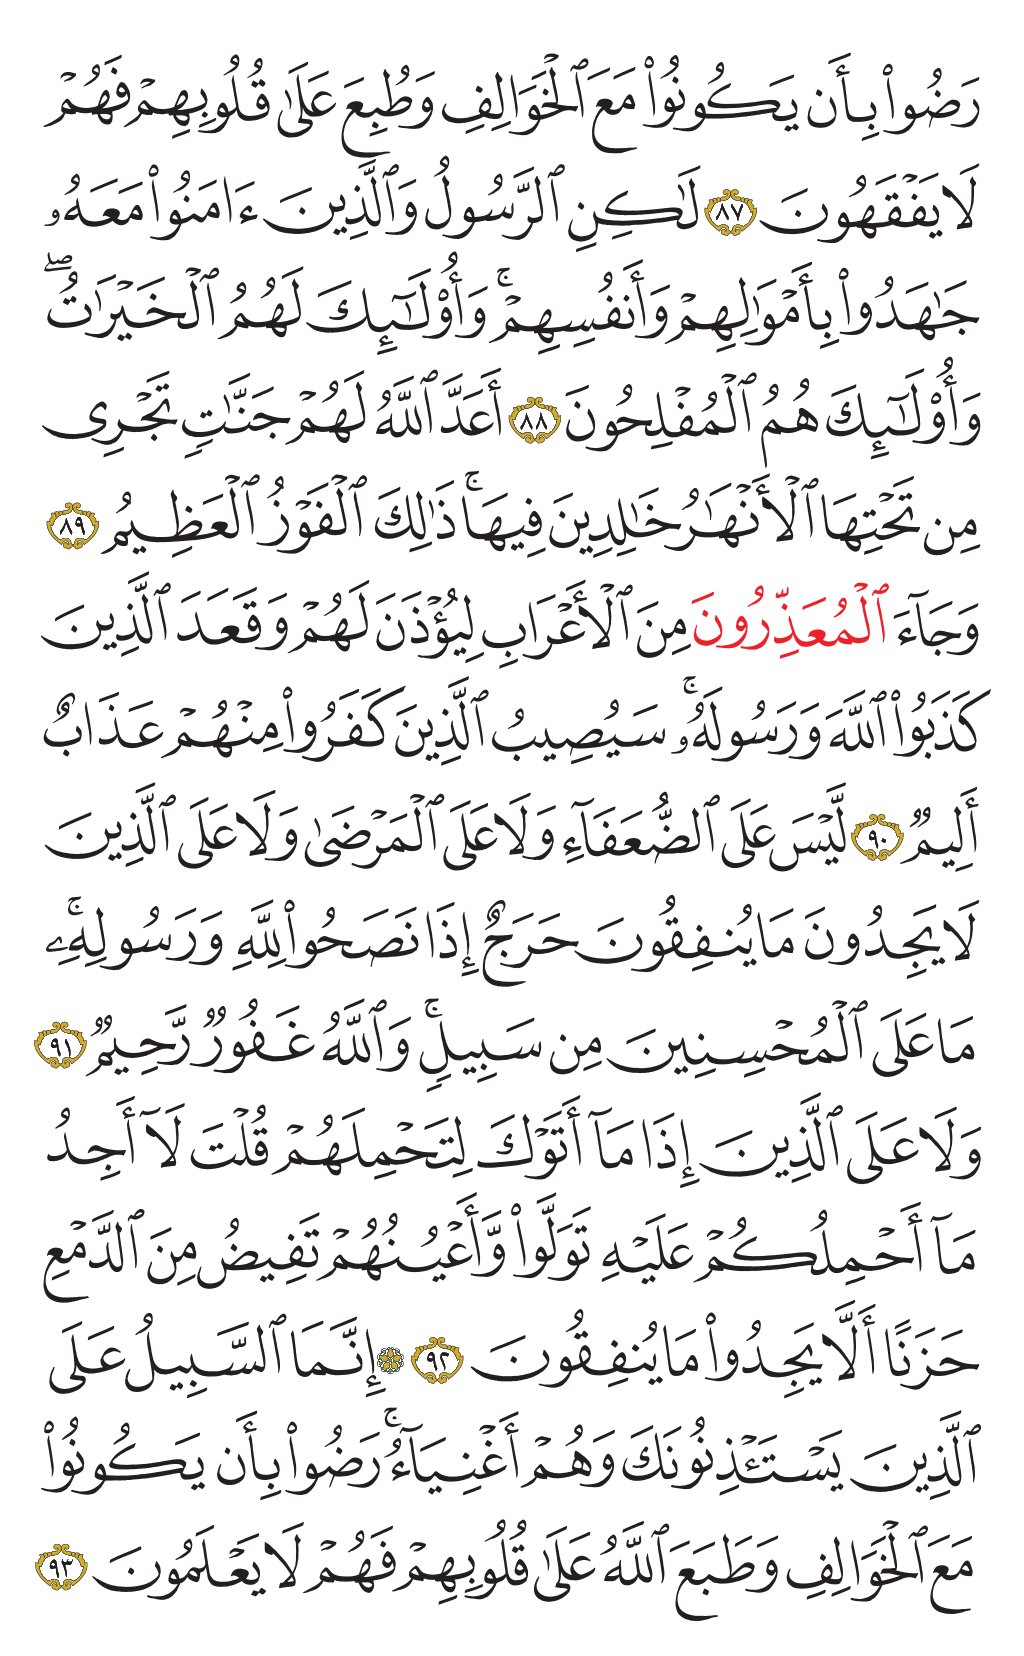 رَضُواْ بِأَن يَكُونُواْ مَعَ ٱلْخَوَالِفِ وَطُبِعَ عَلَىٰ قُلُوبِهِمْ فَهُمْ
لَا يَفْقَهُونَ ٨٧ لَٰكِنِ ٱلرَّسُولُ وَٱلَّذِينَ ءَامَنُواْ مَعَهُۥ
جَٰهَدُواْ بِأَمْوَٰلِهِمْ وَأَنفُسِهِمْۚ وَأُوْلَٰٓئِكَ لَهُمُ ٱلْخَيْرَٰتُۖ
وَأُوْلَٰٓئِكَ هُمُ ٱلْمُفْلِحُونَ ٨٨ أَعَدَّ ٱللَّهُ لَهُمْ جَنَّٰتٍ تَجْرِى
مِن تَحْتِهَا ٱلْأَنْهَٰرُ خَٰلِدِينَ فِيهَاۚ ذَٰلِكَ ٱلْفَوْزُ ٱلْعَظِيمُ ٨٩
وَجَآءَ ٱلْمُعَذِّرُونَ مِنَ ٱلْأَعْرَابِ لِيُؤْذَنَ لَهُمْ وَقَعَدَ ٱلَّذِينَ
كَذَبُواْ ٱللَّهَ وَرَسُولَهُۥۚ سَيُصِيبُ ٱلَّذِينَ كَفَرُواْ مِنْهُمْ عَذَابٌ
أَلِيمٌ ٩٠ لَّيْسَ عَلَى ٱلضُّعَفَآءِ وَلَا عَلَى ٱلْمَرْضَىٰ وَلَا عَلَى ٱلَّذِينَ
لَا يَجِدُونَ مَا يُنفِقُونَ حَرَجٌ إِذَا نَصَحُواْ لِلَّهِ وَرَسُولِهِۦۚ
مَا عَلَى ٱلْمُحْسِنِينَ مِن سَبِيلٍۚ وَٱللَّهُ غَفُورٌ رَّحِيمٌ ٩١
وَلَا عَلَى ٱلَّذِينَ إِذَا مَآ أَتَوْكَ لِتَحْمِلَهُمْ قُلْتَ لَآ أَجِدُ
مَآ أَحْمِلُكُمْ عَلَيْهِ تَوَلَّواْ وَّأَعْيُنُهُمْ تَفِيضُ مِنَ ٱلدَّمْعِ
حَزَنًا أَلَّا يَجِدُواْ مَا يُنفِقُونَ ٩٢ ۞ إِنَّمَا ٱلسَّبِيلُ عَلَى
ٱلَّذِينَ يَسْتَـْٔذِنُونَكَ وَهُمْ أَغْنِيَآءُۚ رَضُواْ بِأَن يَكُونُواْ
مَعَ ٱلْخَوَالِفِ وَطَبَعَ ٱللَّهُ عَلَىٰ قُلُوبِهِمْ فَهُمْ لَا يَعْلَمُونَ ٩٣